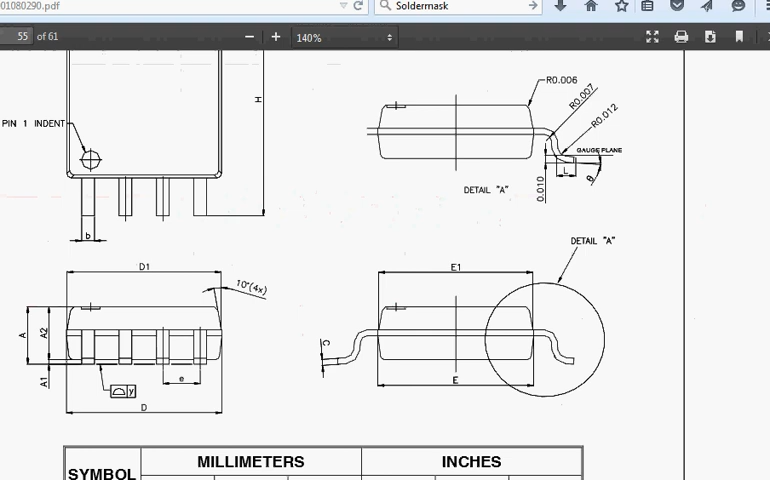 01080290.pdf
Soldermask
55 of 61
140%
H
PIN 1 INDENT
b
R0.006
R0.007
R0.012
GAUGE PLANE
L
θ
0.010
DETAIL "A"
DETAIL "A"
D1
10°(4x)
E1
A
A2
A1
e
y
D
C
E
SYMBOL
MILLIMETERS
INCHES